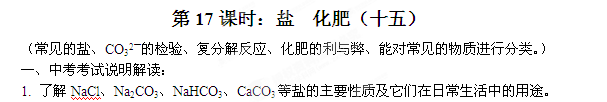 第 17 课时：盐  化肥（十五）
（常见的盐、CO₃²⁻的检验、复分解反应、化肥的利与弊、能对常见的物质进行分类。）
一、中考考试说明解读：
1. 了解 NaCl、Na₂CO₃、NaHCO₃、CaCO₃ 等盐的主要性质及它们在日常生活中的用途。